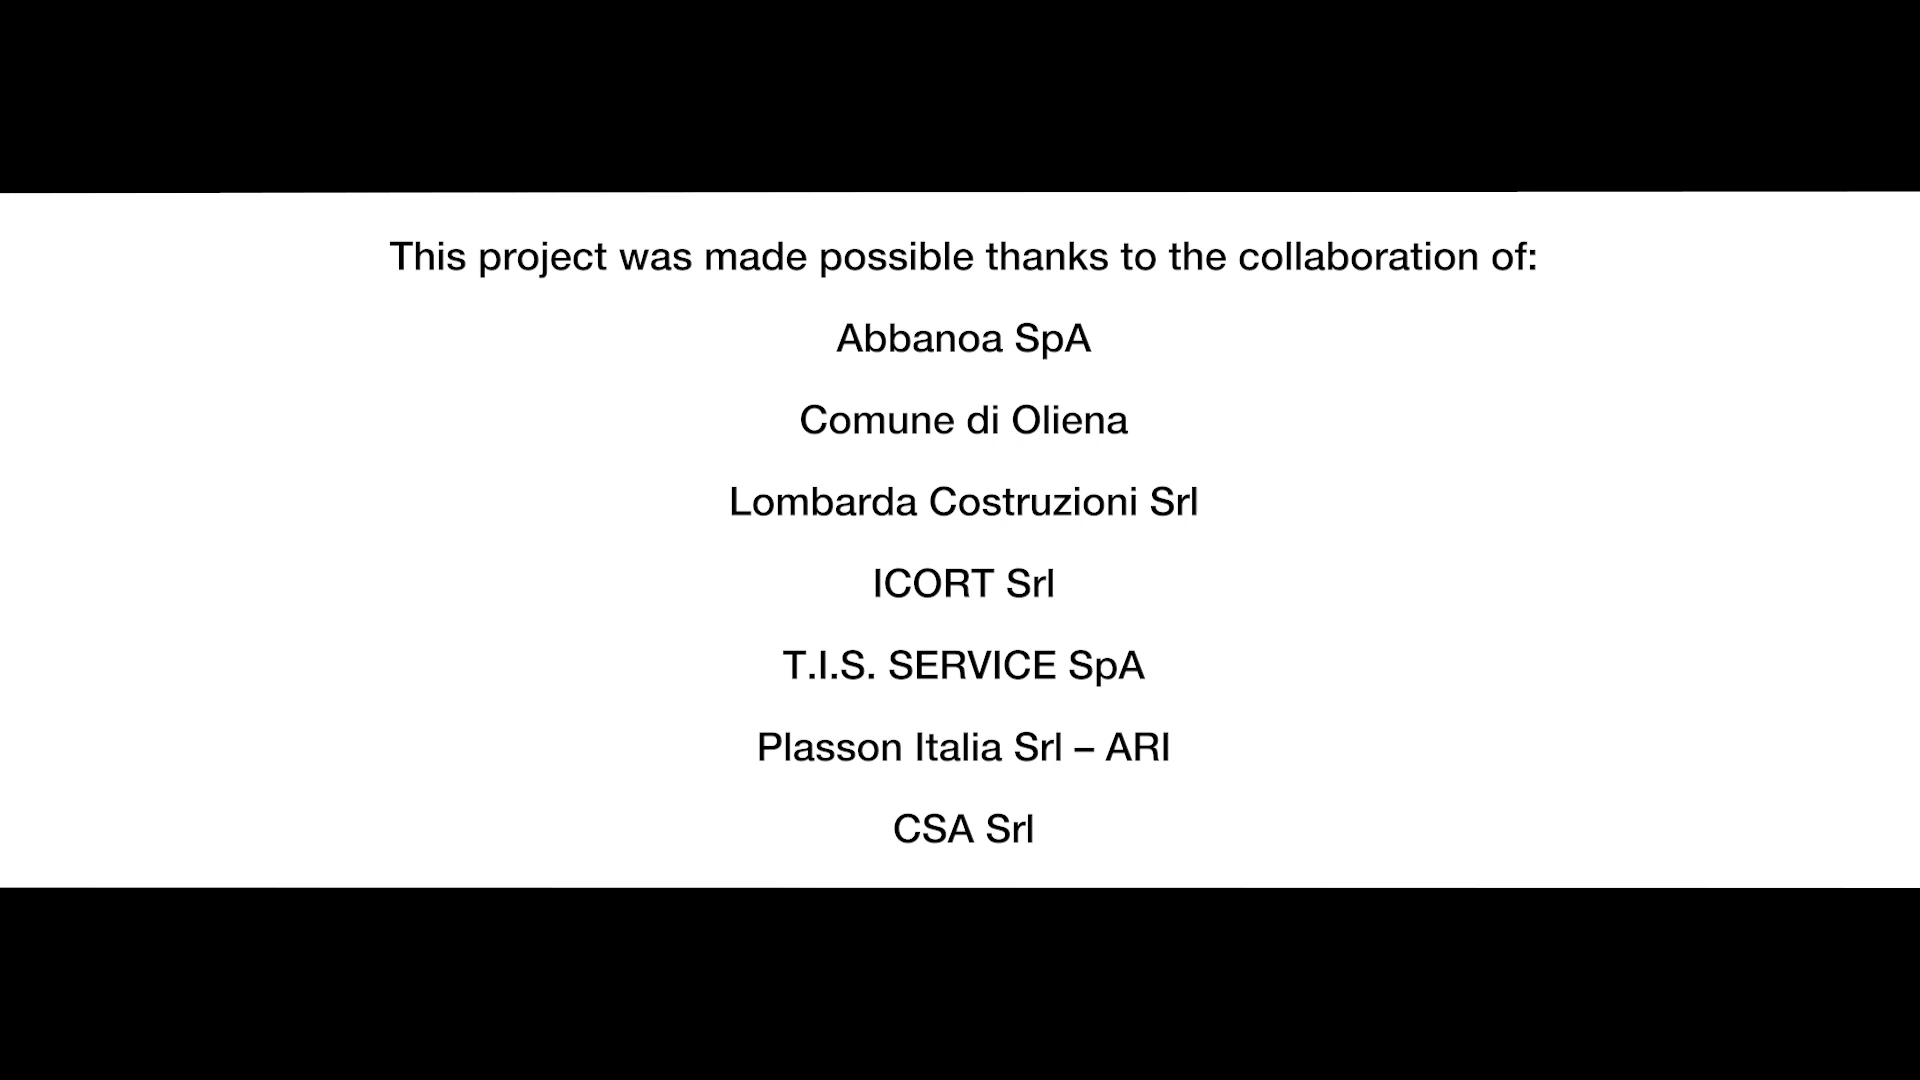 This project was made possible thanks to the collaboration of:
Abbanoa SpA
Comune di Oliena
Lombarda Costruzioni Srl
ICORT Srl
T.I.S. SERVICE SpA
Plasson Italia Srl – ARI
CSA Srl